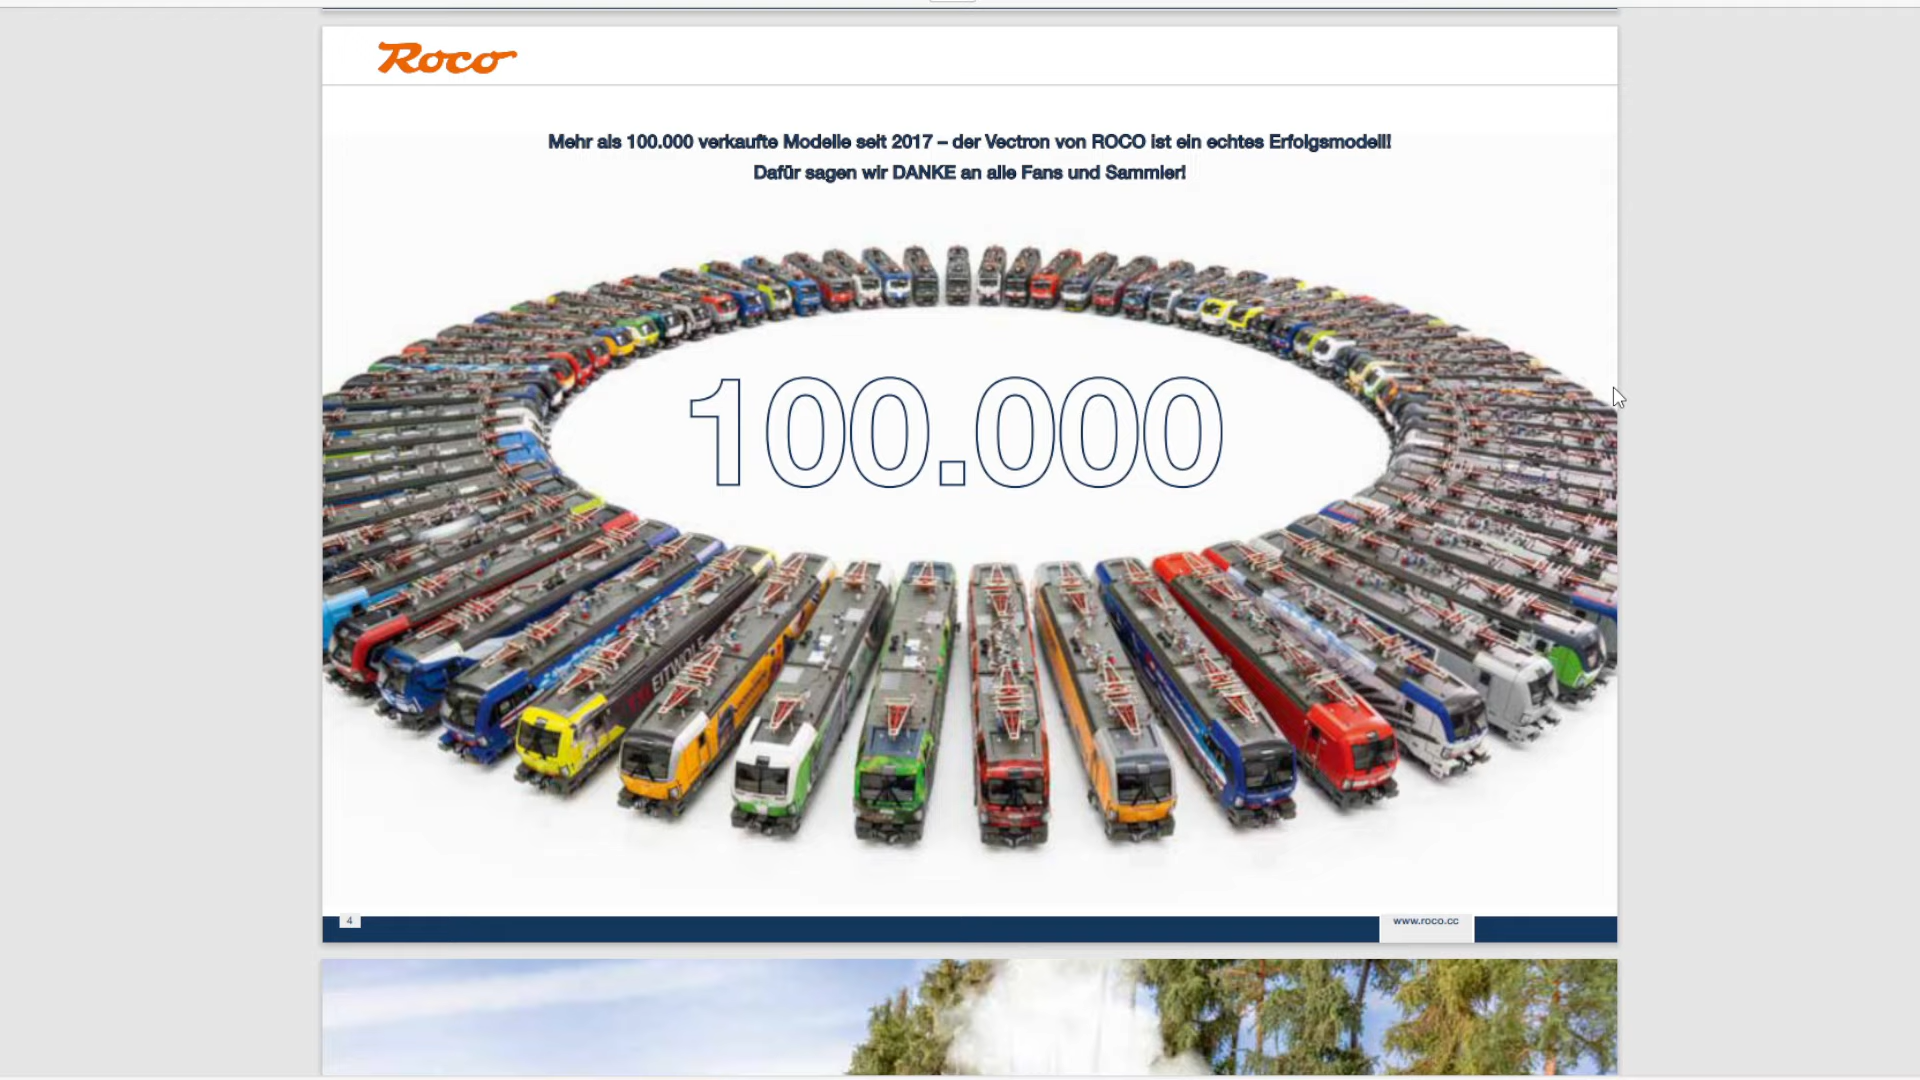 Roco
Mehr als 100.000 verkaufte Modelle seit 2017 – der Vectron von ROCO ist ein echtes Erfolgsmodell!
Dafür sagen wir DANKE an alle Fans und Sammler!
100.000
EITWOLF
4
www.roco.cc